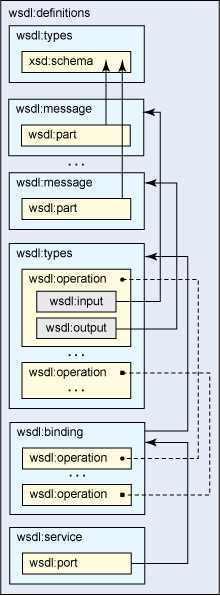 wsdl:definitions
wsdl:types
xsd:schema
wsdl:message
wsdl:part
...
wsdl:message
wsdl:part
wsdl:types
wsdl:operation
wsdl:input
wsdl:output
...
wsdl:operation
...
wsdl:binding
wsdl:operation
...
wsdl:operation
wsdl:service
wsdl:port